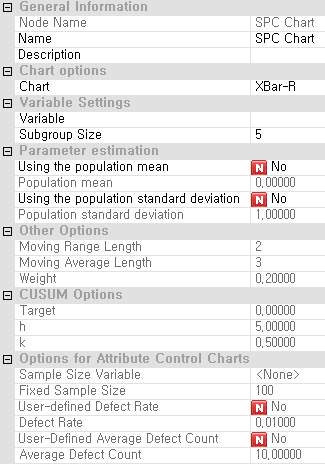 General Information
Node Name SPC Chart
Name SPC Chart
Description
Chart options
Chart XBar-R
Variable Settings
Variable
Subgroup Size 5
Parameter estimation
Using the population mean N No
Population mean 0,00000
Using the population standard deviation N No
Population standard deviation 1,00000
Other Options
Moving Range Length 2
Moving Average Length 3
Weight 0,20000
CUSUM Options
Target 0,00000
h 5,00000
k 0,50000
Options for Attribute Control Charts
Sample Size Variable <None>
Fixed Sample Size 100
User-defined Defect Rate N No
Defect Rate 0,01000
User-Defined Average Defect Count N No
Average Defect Count 10,00000